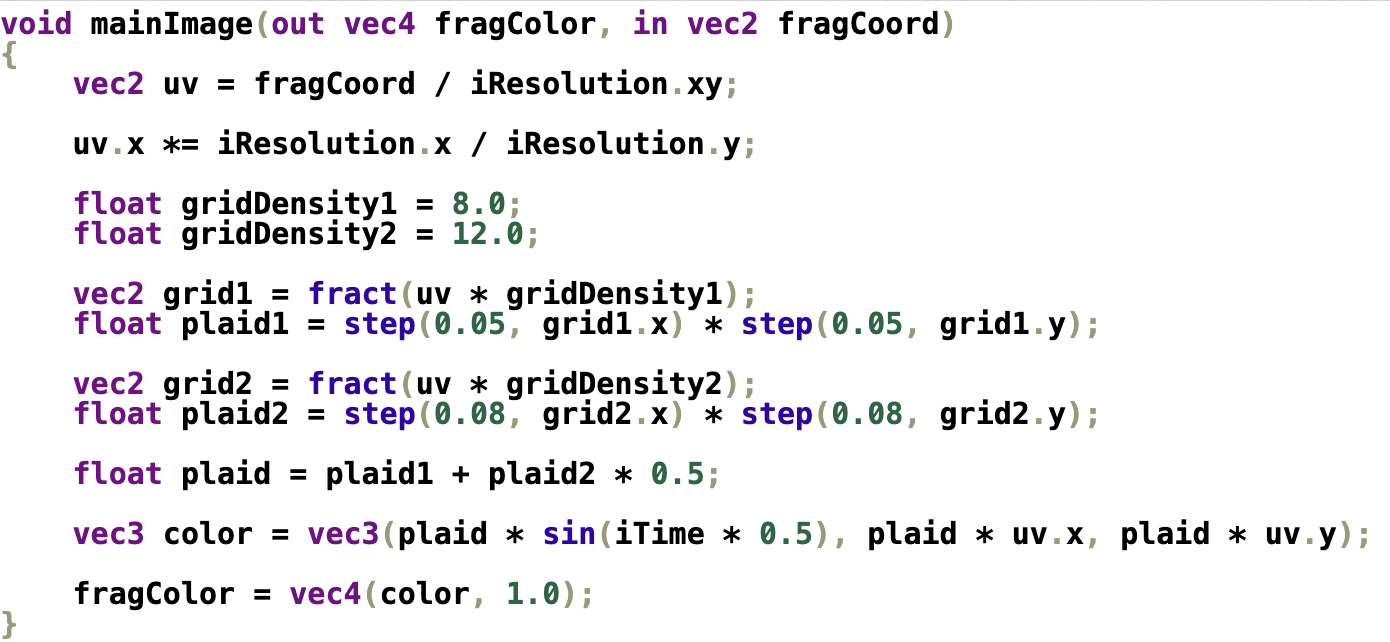 void mainImage(out vec4 fragColor, in vec2 fragCoord)
{
    vec2 uv = fragCoord / iResolution.xy;
    uv.x *= iResolution.x / iResolution.y;
    float gridDensity1 = 8.0;
    float gridDensity2 = 12.0;
    vec2 grid1 = fract(uv * gridDensity1);
    float plaid1 = step(0.05, grid1.x) * step(0.05, grid1.y);
    vec2 grid2 = fract(uv * gridDensity2);
    float plaid2 = step(0.08, grid2.x) * step(0.08, grid2.y);
    float plaid = plaid1 + plaid2 * 0.5;
    vec3 color = vec3(plaid * sin(iTime * 0.5), plaid * uv.x, plaid * uv.y);
    fragColor = vec4(color, 1.0);
}